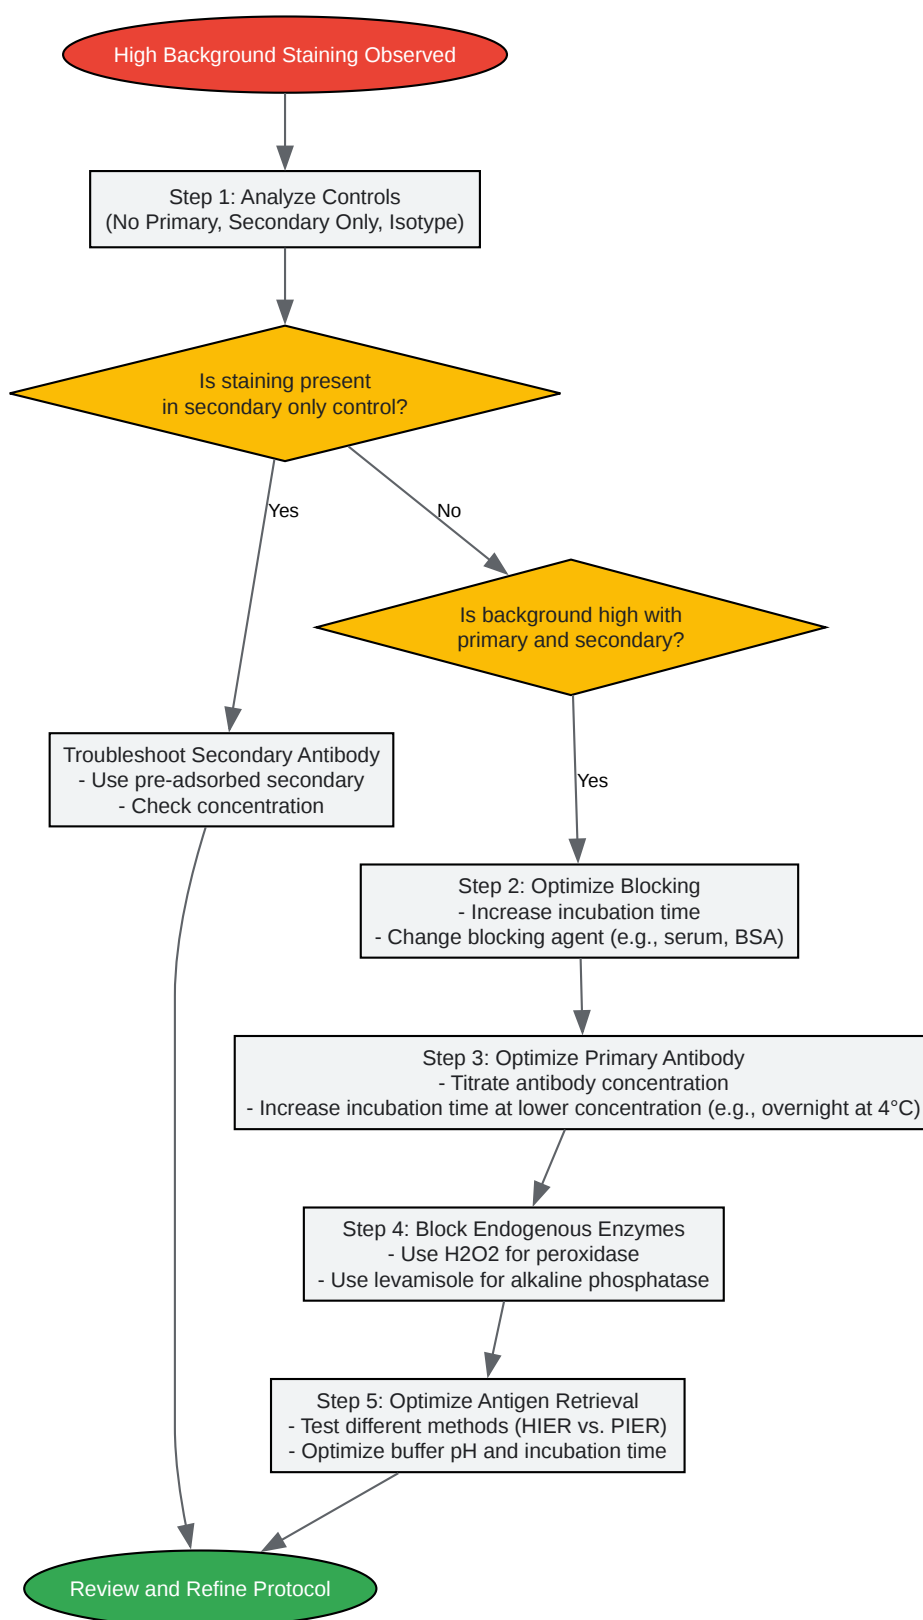 High Background Staining Observed
Step 1: Analyze Controls
(No Primary, Secondary Only, Isotype)
Is staining present
in secondary only control?
Yes
No
Is background high with
primary and secondary?
Troubleshoot Secondary Antibody
- Use pre-adsorbed secondary
- Check concentration
Yes
Step 2: Optimize Blocking
- Increase incubation time
- Change blocking agent (e.g., serum, BSA)
Step 3: Optimize Primary Antibody
- Titrate antibody concentration
- Increase incubation time at lower concentration (e.g., overnight at 4°C)
Step 4: Block Endogenous Enzymes
- Use H2O2 for peroxidase
- Use levamisole for alkaline phosphatase
Step 5: Optimize Antigen Retrieval
- Test different methods (HIER vs. PIER)
- Optimize buffer pH and incubation time
Review and Refine Protocol